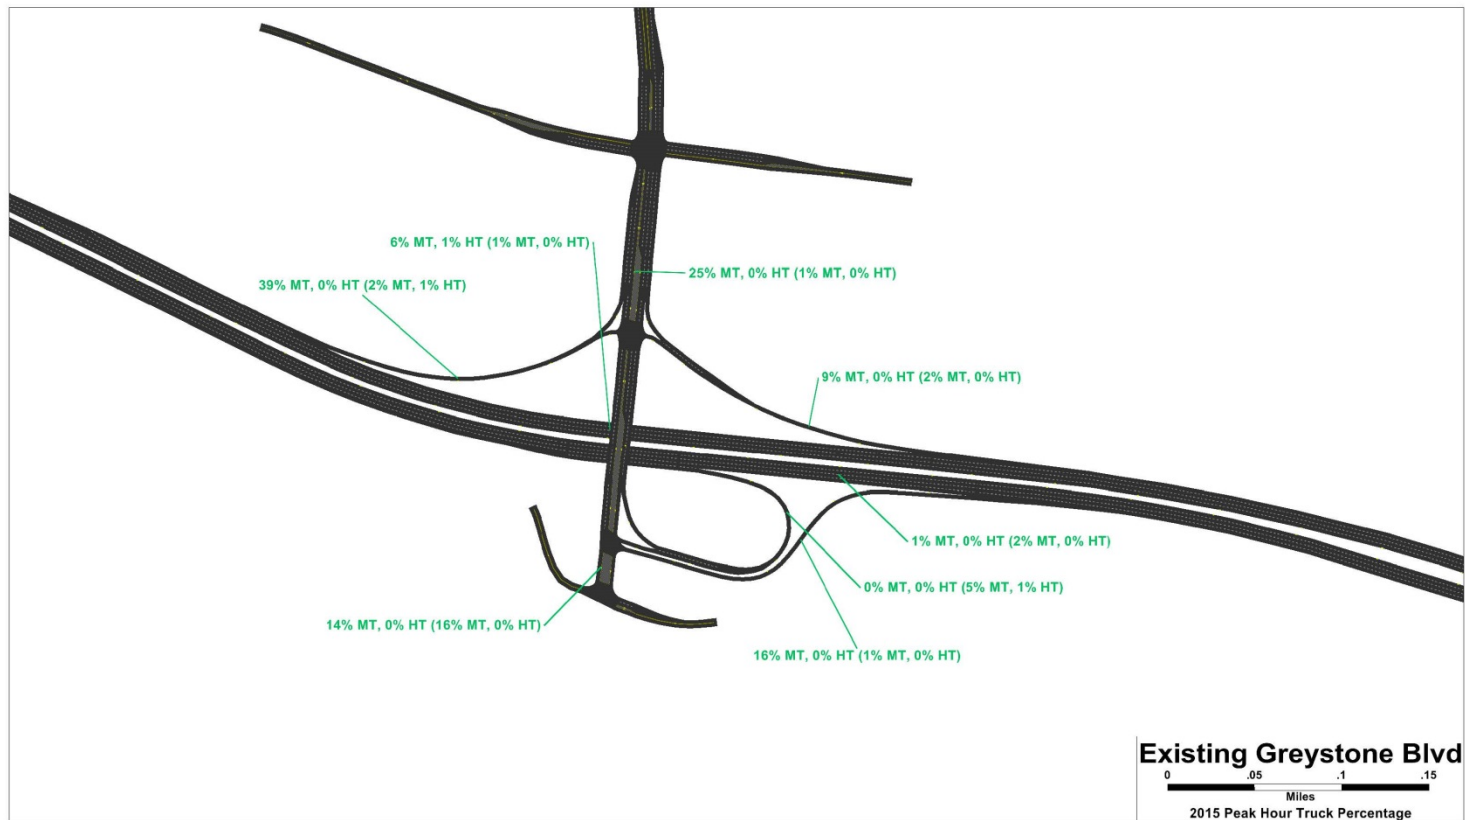 6% MT, 1% HT (1% MT, 0% HT)
25% MT, 0% HT (1% MT, 0% HT)
39% MT, 0% HT (2% MT, 1% HT)
9% MT, 0% HT (2% MT, 0% HT)
1% MT, 0% HT (2% MT, 0% HT)
0% MT, 0% HT (5% MT, 1% HT)
14% MT, 0% HT (16% MT, 0% HT)
16% MT, 0% HT (1% MT, 0% HT)
Existing Greystone Blvd
0 .05 .1 .15
Miles
2015 Peak Hour Truck Percentage